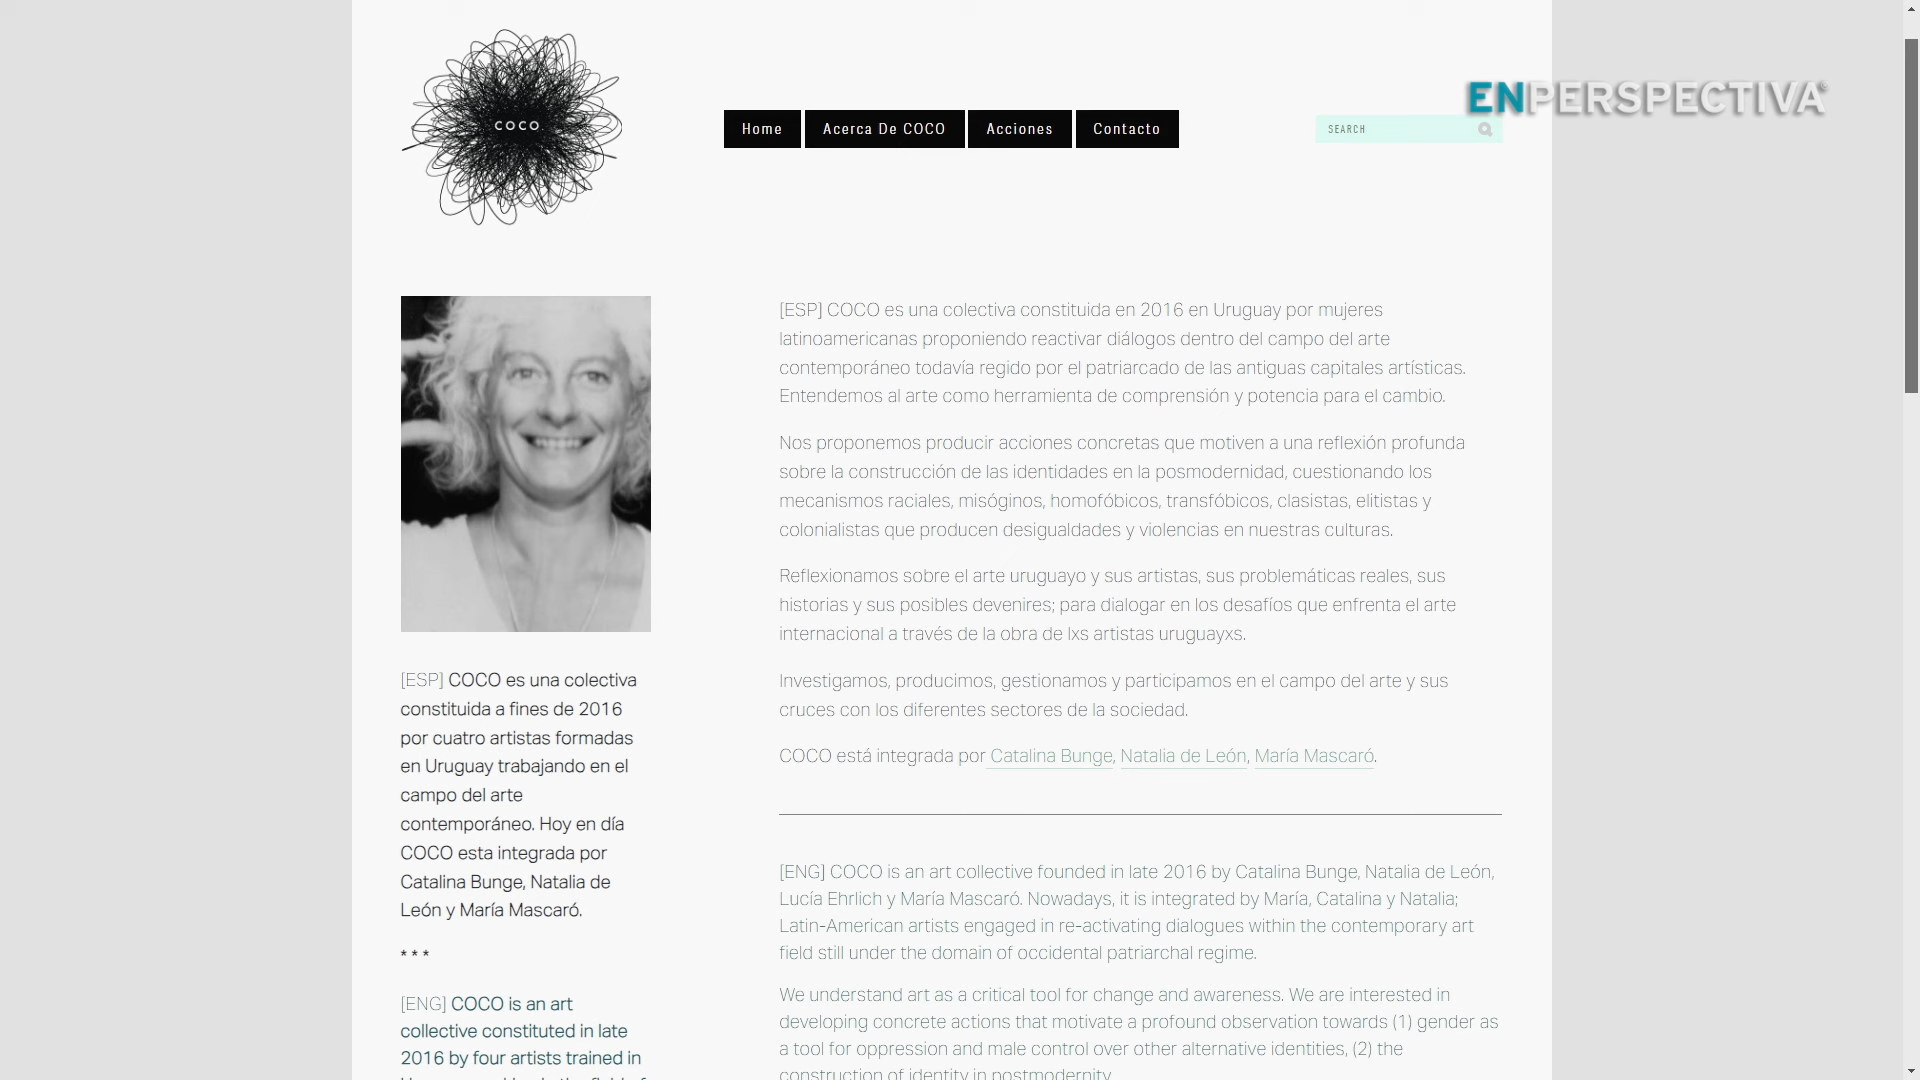 COCO
Home
Acerca De COCO
Acciones
Contacto
SEARCH
ENPERSPECTIVA
[ESP] COCO es una colectiva constituida en 2016 en Uruguay por mujeres
latinoamericanas proponiendo reactivar diálogos dentro del campo del arte
contemporáneo todavía regido por el patriarcado de las antiguas capitales artísticas.
Entendemos al arte como herramienta de comprensión y potencia para el cambio.
Nos proponemos producir acciones concretas que motiven a una reflexión profunda
sobre la construcción de las identidades en la posmodernidad, cuestionando los
mecanismos raciales, misóginos, homofóbicos, transfóbicos, clasistas, elitistas y
colonialistas que producen desigualdades y violencias en nuestras culturas.
Reflexionamos sobre el arte uruguayo y sus artistas, sus problemáticas reales, sus
historias y sus posibles devenires; para dialogar en los desafíos que enfrenta el arte
internacional a través de la obra de lxs artistas uruguayxs.
Investigamos, producimos, gestionamos y participamos en el campo del arte y sus
cruces con los diferentes sectores de la sociedad.
COCO está integrada por Catalina Bunge, Natalia de León, María Mascaró.
[ENG] COCO is an art collective founded in late 2016 by Catalina Bunge, Natalia de León,
Lucía Ehrlich y María Mascaró. Nowadays, it is integrated by María, Catalina y Natalia;
Latin-American artists engaged in re-activating dialogues within the contemporary art
field still under the domain of occidental patriarchal regime.
We understand art as a critical tool for change and awareness. We are interested in
developing concrete actions that motivate a profound observation towards (1) gender as
a tool for oppression and male control over other alternative identities, (2) the
construction of identity in postmodernity
[ESP] COCO es una colectiva
constituida a fines de 2016
por cuatro artistas formadas
en Uruguay trabajando en el
campo del arte
contemporáneo. Hoy en día
COCO esta integrada por
Catalina Bunge, Natalia de
León y María Mascaró.
* * *
[ENG] COCO is an art
collective constituted in late
2016 by four artists trained in